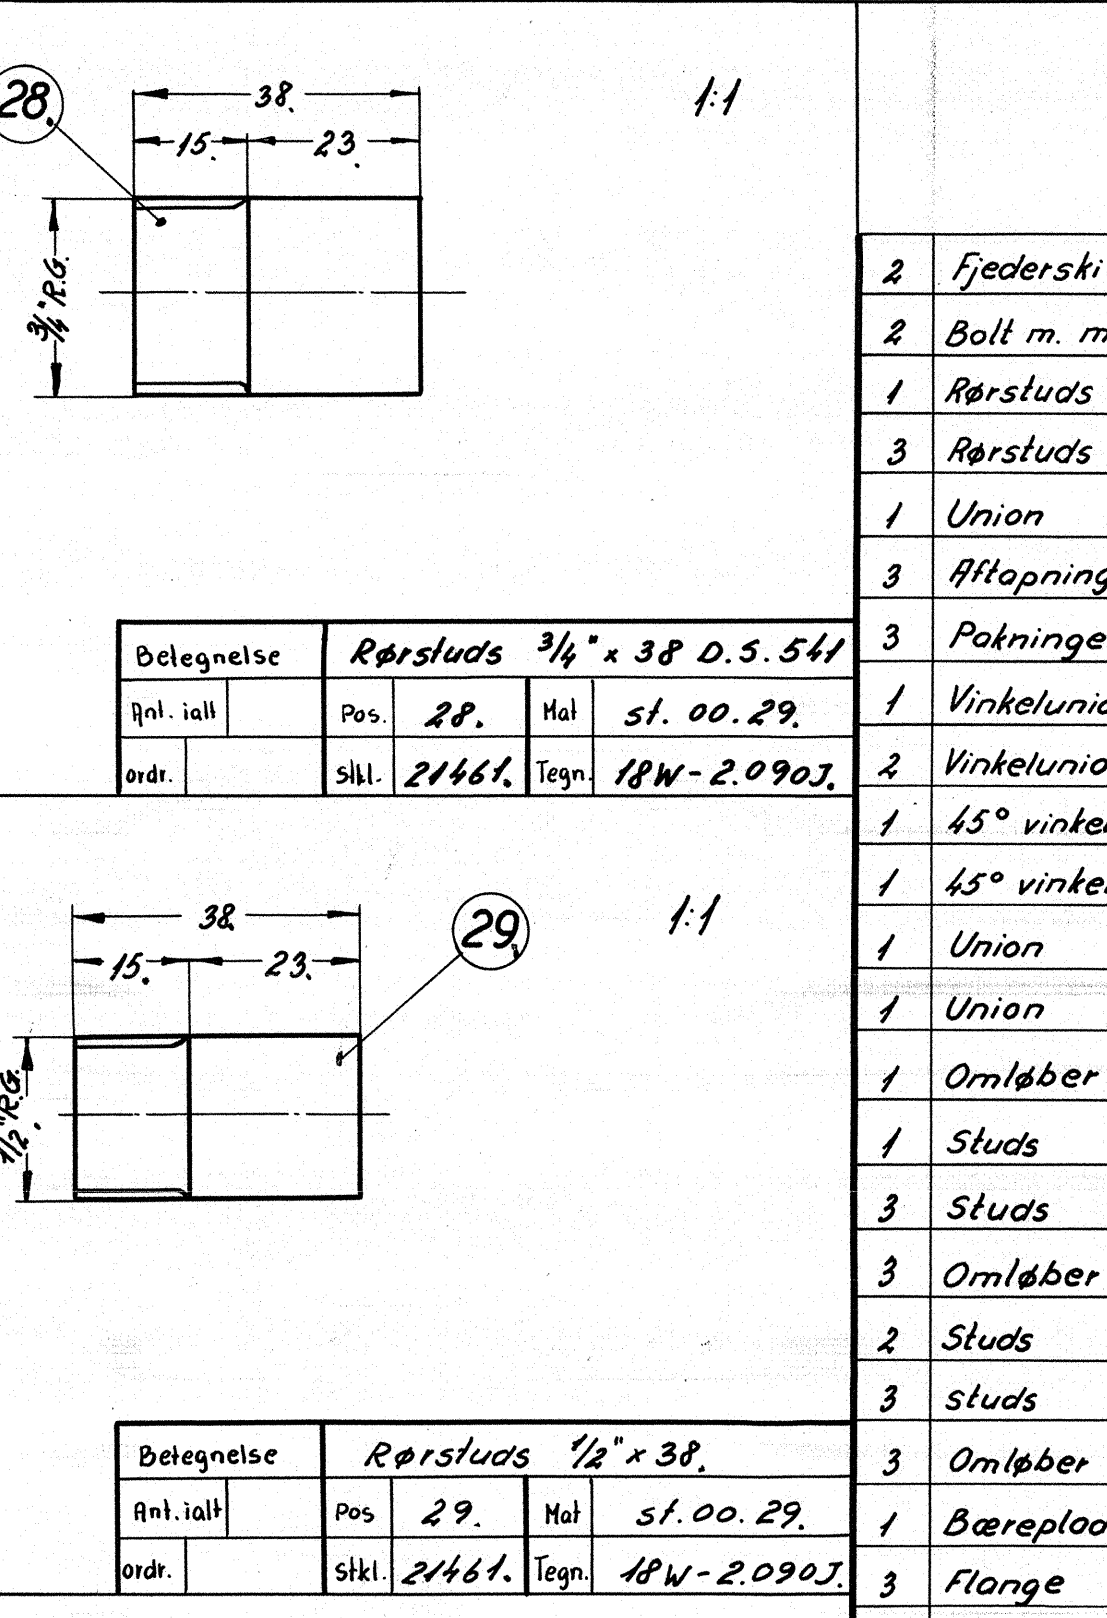 28.
38.
1:1
15.
23.
3/4" R.G.
Betegnelse Rørstuds 3/4" x 38 D.S. 541
Ant. ialt Pos. 28. Mat st. 00.29.
ordr. stkl. 21461. Tegn. 18W-2.090J.
29.
38.
1:1
15.
23.
1/2" R.G.
Betegnelse Rørstuds 1/2" x 38.
Ant. ialt Pos 29. Mat st. 00.29.
ordr. stkl. 21461. Tegn. 18W-2.090J.
2 Fjederski
2 Bolt m. m
1 Rørstuds
3 Rørstuds
1 Union
3 Aftapning
3 Pakninge
1 Vinkelunio
2 Vinkelunio
1 45° vinkel
1 45° vinkel
1 Union
1 Union
1 Omløber
1 Studs
3 Studs
3 Omløber
2 Studs
3 studs
3 Omløber
1 Bæreplad
3 Flange